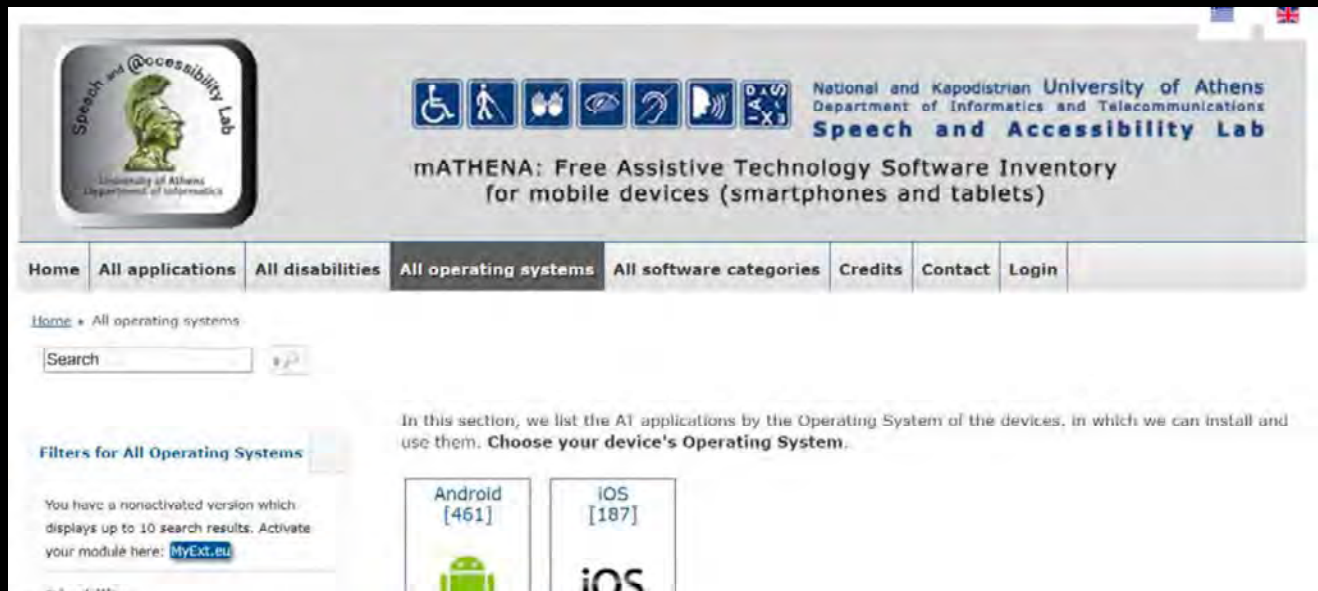 Speech and @ccessibility Lab
University of Athens
Department of Informatics
National and Kapodistrian University of Athens
Department of Informatics and Telecommunications
Speech and Accessibility Lab
mATHENA: Free Assistive Technology Software Inventory
for mobile devices (smartphones and tablets)
Home All applications All disabilities All operating systems All software categories Credits Contact Login
Home All operating systems
Search
In this section, we list the AT applications by the Operating System of the devices, in which we can install and
use them. Choose your device's Operating System.
Filters for All Operating Systems
You have a nonactivated version which
displays up to 10 search results. Activate
your module here: MyExt.eu
Android
[461]
iOS
[187]
iOS